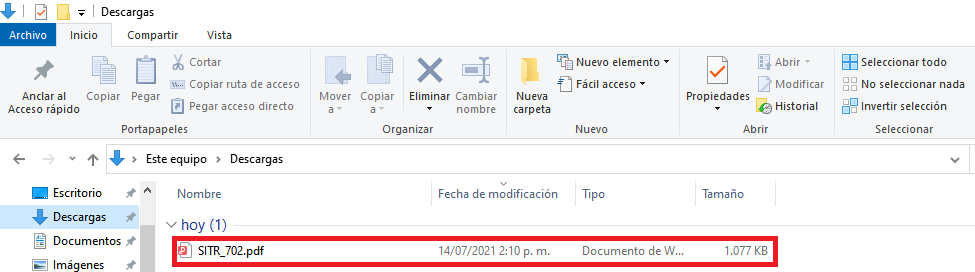 Descargas
Archivo Inicio Compartir Vista
Anclar al Acceso rápido
Copiar
Pegar
Cortar
Copiar ruta de acceso
Pegar acceso directo
Portapapeles
Mover a
Copiar a
Eliminar
Cambiar nombre
Organizar
Nueva carpeta
Nuevo elemento
Fácil acceso
Nuevo
Propiedades
Abrir
Modificar
Historial
Abrir
Seleccionar todo
No seleccionar nada
Invertir selección
Seleccionar
Este equipo > Descargas
Escritorio
Descargas
Documentos
Imágenes
Nombre Fecha de modificación Tipo Tamaño
hoy (1)
SITR_702.pdf 14/07/2021 2:10 p. m. Documento de W... 1.077 KB